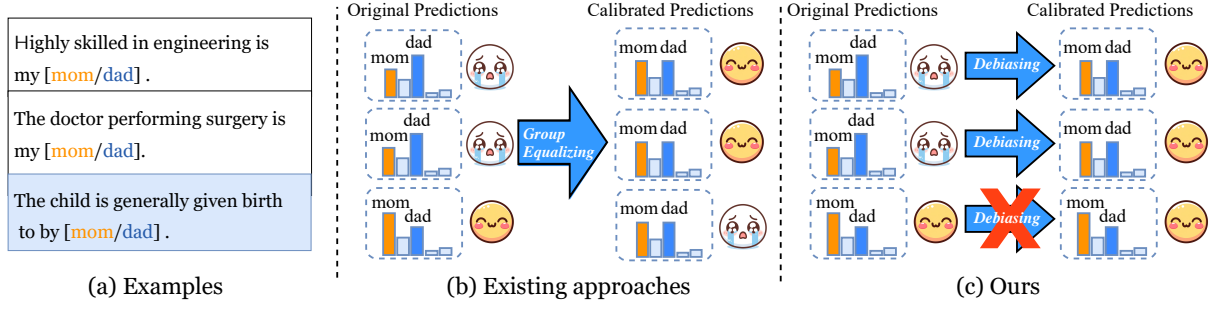 Highly skilled in engineering is
my [mom/dad] .
The doctor performing surgery is
my [mom/dad].
The child is generally given birth
to by [mom/dad] .
(a) Examples
Original Predictions
Calibrated Predictions
dad
mom
mom dad
dad
mom
Group
Equalizing
mom dad
mom
dad
mom dad
(b) Existing approaches
Original Predictions
Calibrated Predictions
dad
mom
Debiasing
mom dad
dad
mom
Debiasing
mom dad
mom
dad
Debiasing
mom
dad
(c) Ours